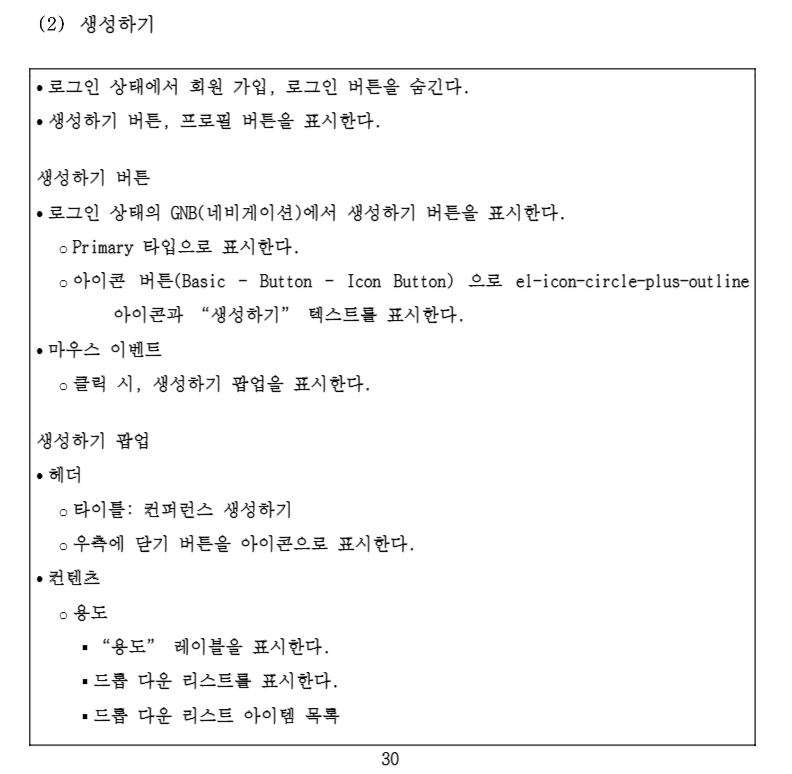 (2) 생성하기
• 로그인 상태에서 회원 가입, 로그인 버튼을 숨긴다.
• 생성하기 버튼, 프로필 버튼을 표시한다.
생성하기 버튼
• 로그인 상태의 GNB(네비게이션)에서 생성하기 버튼을 표시한다.
○ Primary 타입으로 표시한다.
○ 아이콘 버튼(Basic - Button - Icon Button) 으로 el-icon-circle-plus-outline
아이콘과 “생성하기” 텍스트를 표시한다.
• 마우스 이벤트
○ 클릭 시, 생성하기 팝업을 표시한다.
생성하기 팝업
• 헤더
○ 타이틀: 컨퍼런스 생성하기
○ 우측에 닫기 버튼을 아이콘으로 표시한다.
• 컨텐츠
○ 용도
▪ “용도” 레이블을 표시한다.
▪ 드롭 다운 리스트를 표시한다.
▪ 드롭 다운 리스트 아이템 목록
30